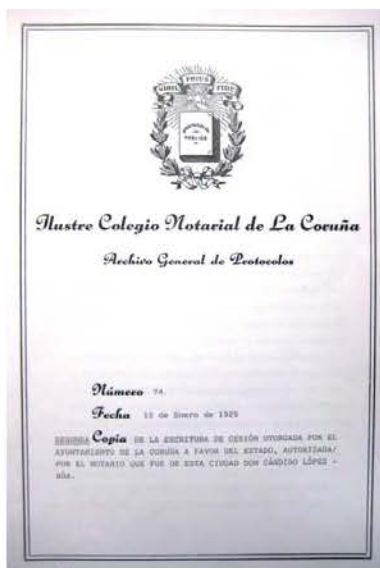 NIHIL PRIUS FIDE
Ilustre Colegio Notarial de La Coruña
Archivo General de Protocolos
Número 74.
Fecha 10 de Enero de 1925
SEGUNDA Copia DE LA ESCRITURA DE CESIÓN OTORGADA POR EL
AYUNTAMIENTO DE LA CORUÑA A FAVOR DEL ESTADO, AUTORIZADA/
POR EL NOTARIO QUE FUE DE ESTA CIUDAD DON CÁNDIDO LÓPEZ -
RÚA.